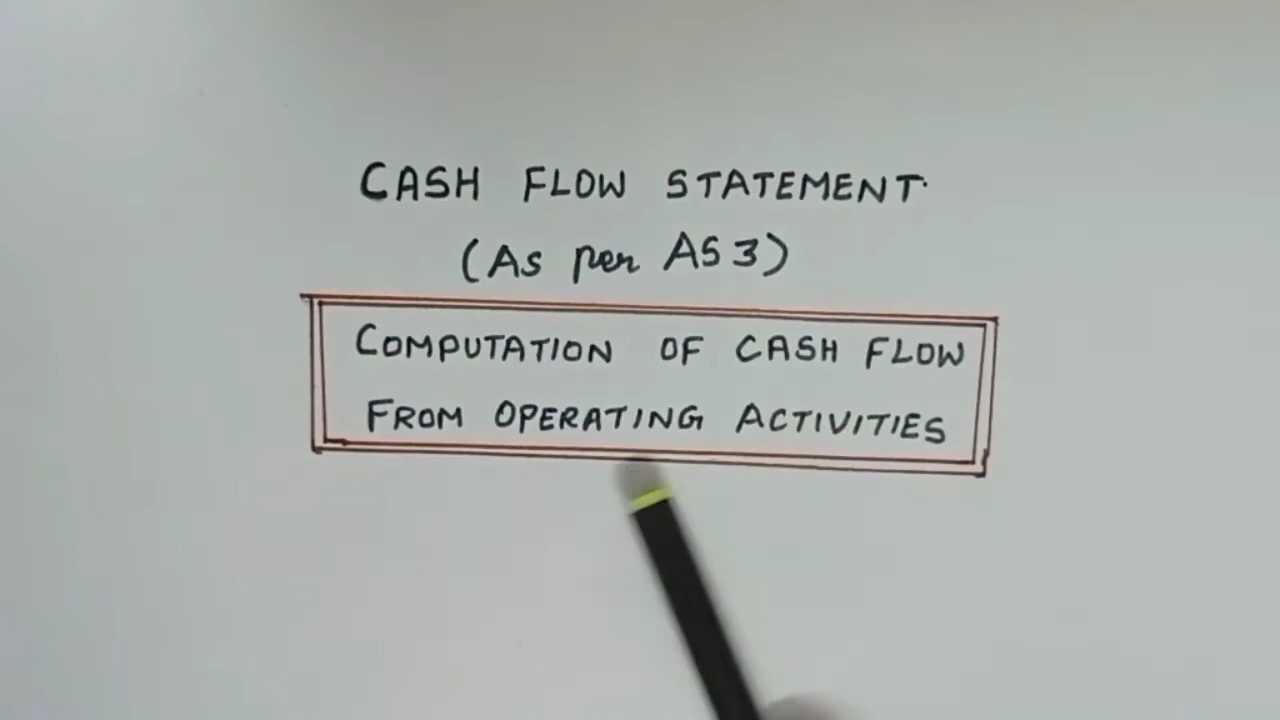 CASH FLOW STATEMENT
(As per AS 3)
COMPUTATION OF CASH FLOW
FROM OPERATING ACTIVITIES